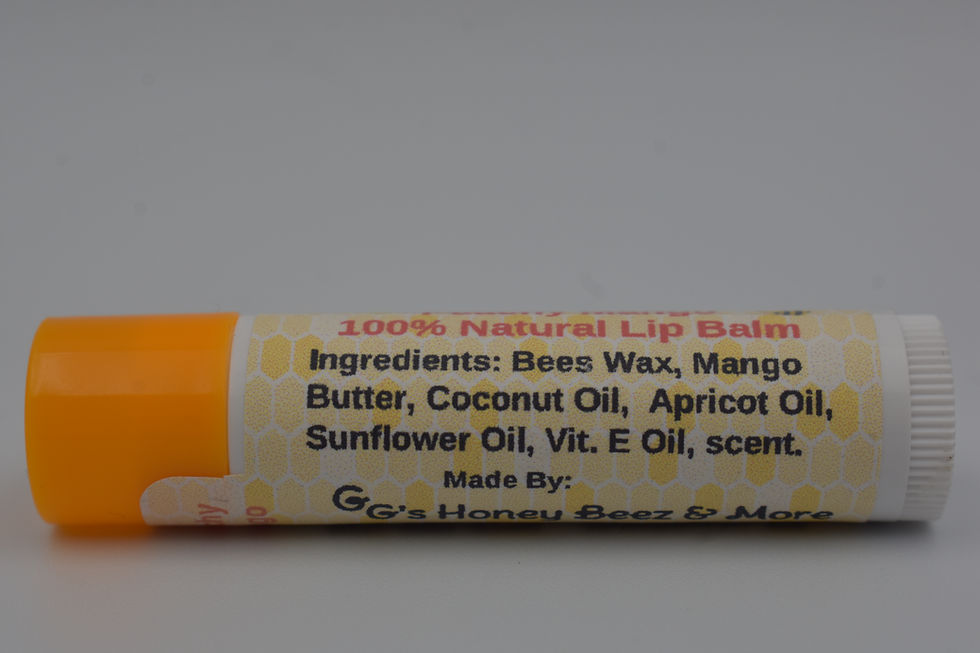 100% Natural Lip Balm
Ingredients: Bees Wax, Mango
Butter, Coconut Oil, Apricot Oil,
Sunflower Oil, Vit. E Oil, scent.
Made By:
GG's Honey Beez & More